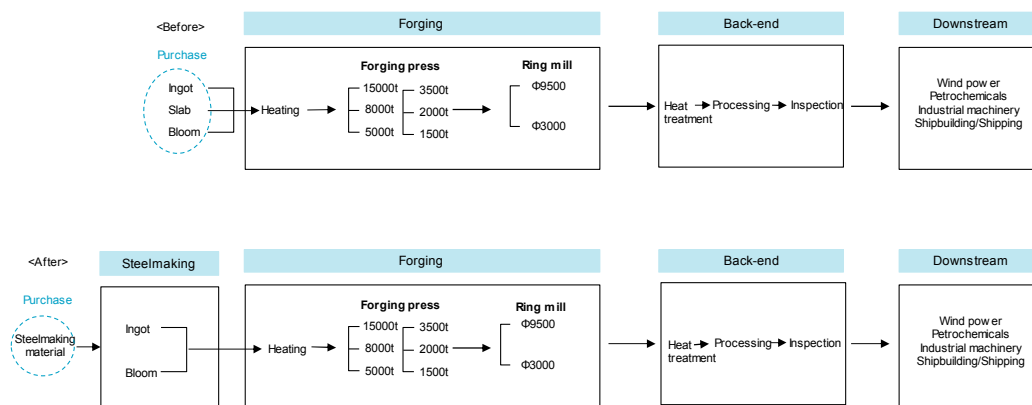 <Before>
Forging
Back-end
Downstream
Purchase
Ingot
Slab
Bloom
Heating
Forging press
15000t
8000t
5000t
3500t
2000t
1500t
Ring mill
Φ9500
Φ3000
Heat
treatment
Processing
Inspection
Wind power
Petrochemicals
Industrial machinery
Shipbuilding/Shipping
<After>
Steelmaking
Forging
Back-end
Downstream
Purchase
Steelmaking
material
Ingot
Bloom
Heating
Forging press
15000t
8000t
5000t
3500t
2000t
1500t
Ring mill
Φ9500
Φ3000
Heat
treatment
Processing
Inspection
Wind power
Petrochemicals
Industrial machinery
Shipbuilding/Shipping